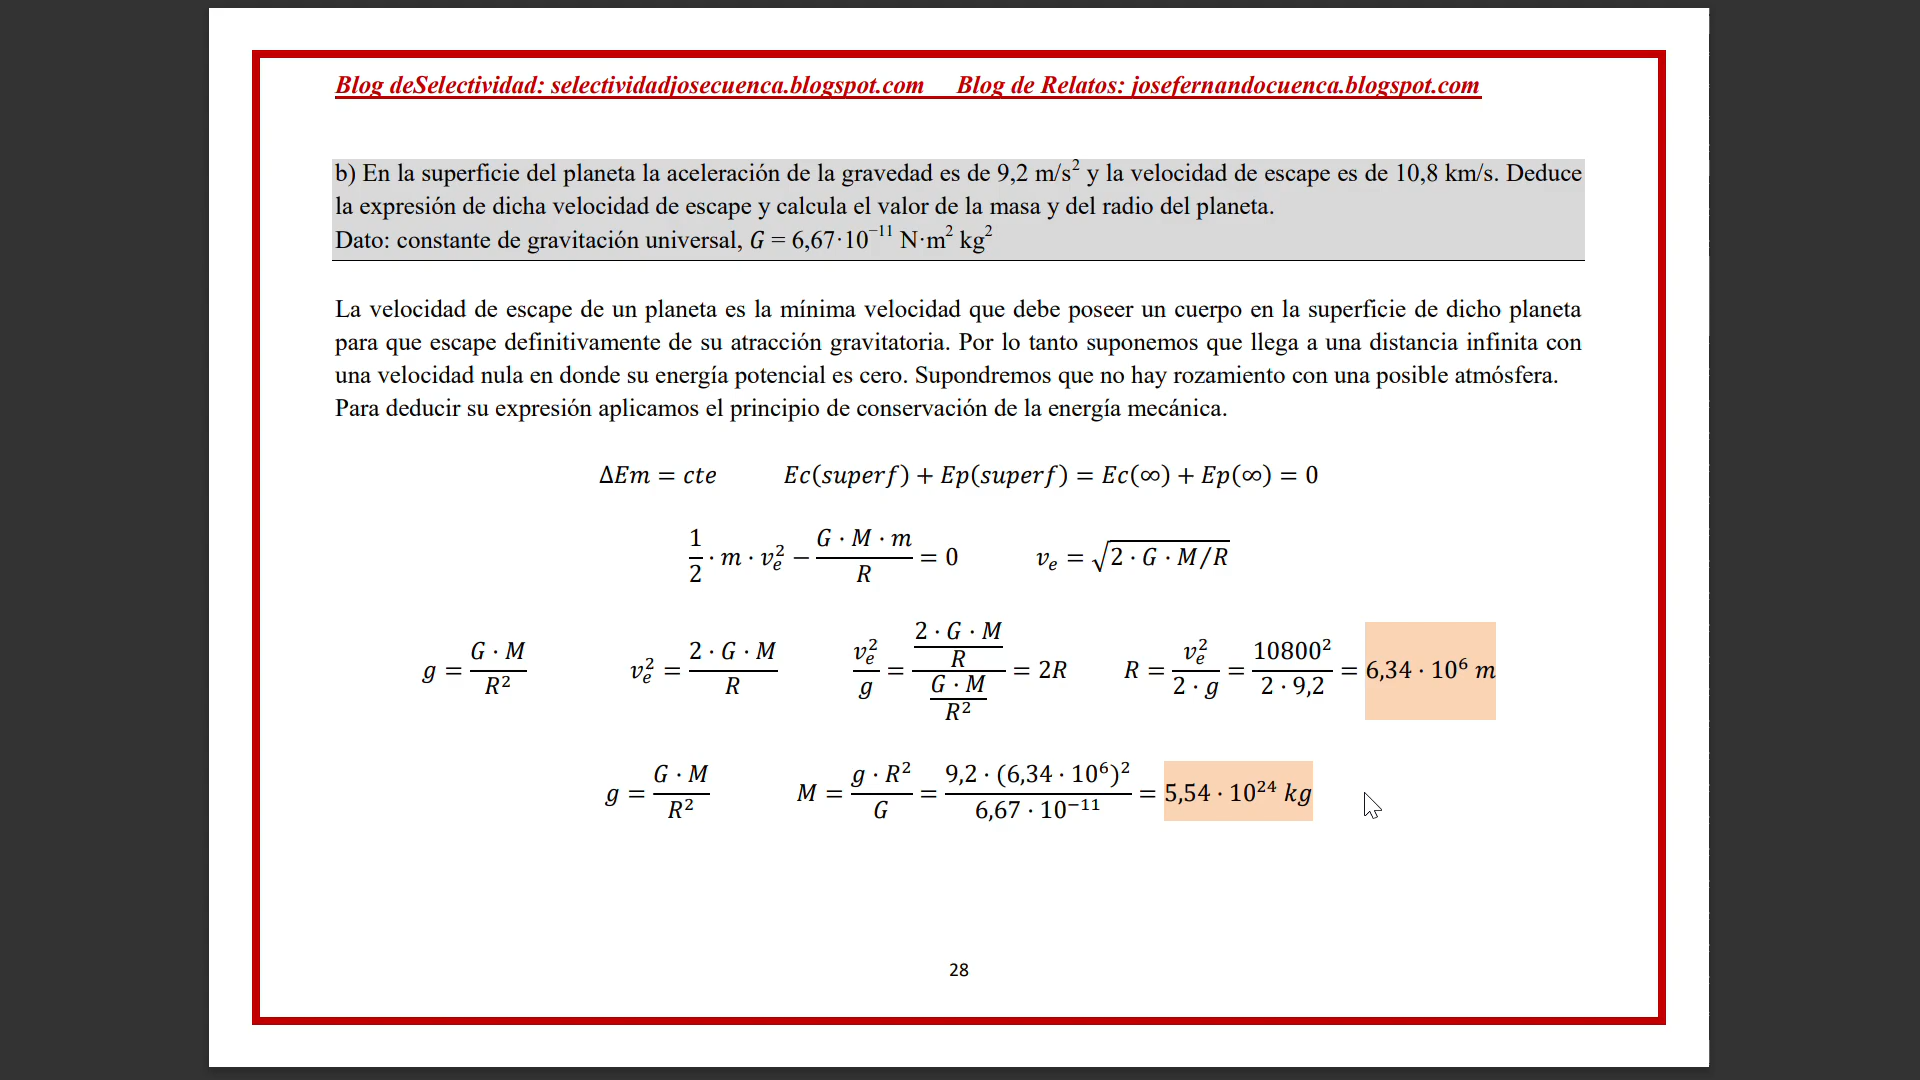 Blog deSelectividad: selectividadjosecuenca.blogspot.com Blog de Relatos: josefernandocuenca.blogspot.com
b) En la superficie del planeta la aceleración de la gravedad es de 9,2 m/s² y la velocidad de escape es de 10,8 km/s. Deduce
la expresión de dicha velocidad de escape y calcula el valor de la masa y del radio del planeta.
Dato: constante de gravitación universal, G = 6,67·10⁻¹¹ N·m² kg²
La velocidad de escape de un planeta es la mínima velocidad que debe poseer un cuerpo en la superficie de dicho planeta
para que escape definitivamente de su atracción gravitatoria. Por lo tanto suponemos que llega a una distancia infinita con
una velocidad nula en donde su energía potencial es cero. Supondremos que no hay rozamiento con una posible atmósfera.
Para deducir su expresión aplicamos el principio de conservación de la energía mecánica.
ΔEm = cte Ec(superf) + Ep(superf) = Ec(∞) + Ep(∞) = 0
1/2 · m · vₑ² − (G · M · m)/R = 0 vₑ = √(2 · G · M/R)
g = (G · M)/R² vₑ² = (2 · G · M)/R vₑ²/g = ((2 · G · M)/R)/((G · M)/R²) = 2R R = vₑ²/(2 · g) = 10800²/(2 · 9,2) = 6,34 · 10⁶ m
g = (G · M)/R² M = (g · R²)/G = (9,2 · (6,34 · 10⁶)²)/(6,67 · 10⁻¹¹) = 5,54 · 10²⁴ kg
28